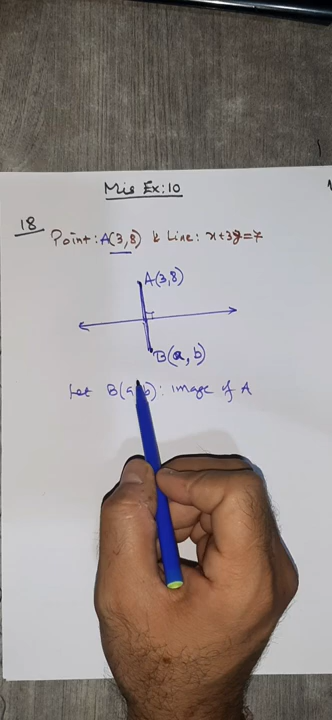 Mis Ex:10
18 Point: A(3,8) & Line: x+3y=7
A(3,8)
B(a, b)
Let B(a, b): image of A